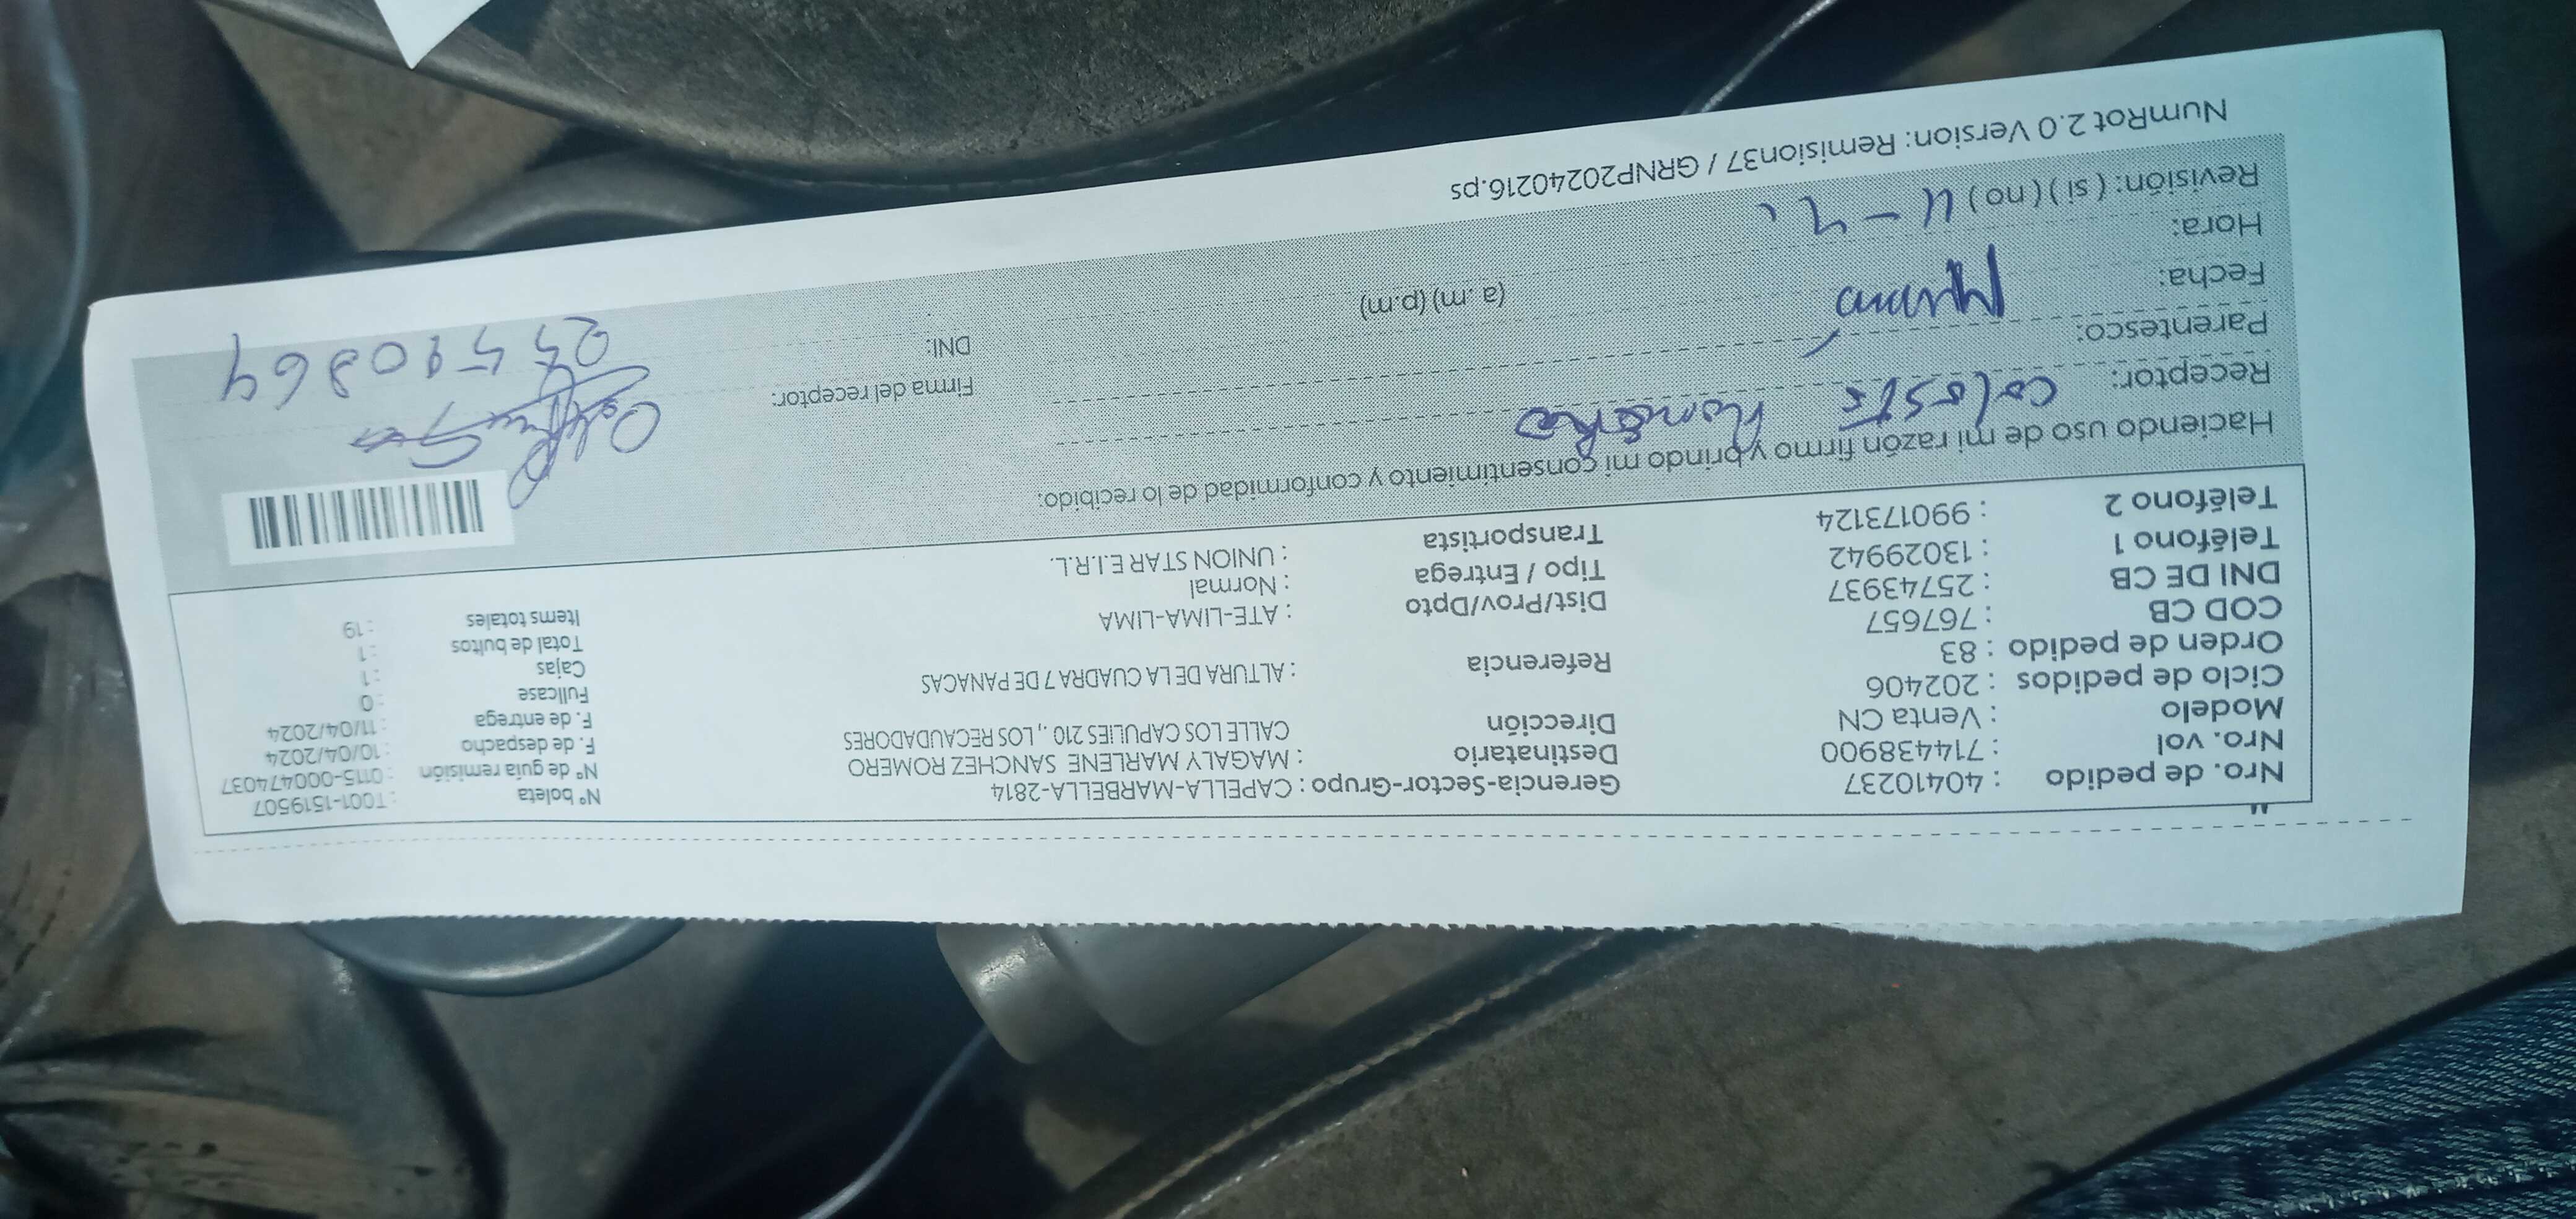 Nro. de pedido : 40410237
Nro. vol : 714438900
Modelo : Venta CN
Ciclo de pedidos : 202406
Orden de pedido : 83
COD CB : 767657
DNI DE CB : 25743937
Teléfono 1 : 13029942
Teléfono 2 : 990173124
Gerencia-Sector-Grupo : CAPELLA-MARBELLA-2814
Destinatario : MAGALY MARLENE SANCHEZ ROMERO
Dirección CALLE LOS CAPULIES 210 ., LOS RECAUDADORES
Referencia : ALTURA DE LA CUADRA 7 DE PANACAS
Dist/Prov/Dpto : ATE-LIMA-LIMA
Tipo / Entrega : Normal
Transportista : UNION STAR E.I.R.L.
N° boleta : T001-1519507
N° de guía remisión : 0115-000474037
F. de despacho : 10/04/2024
F. de entrega : 11/04/2024
Fullcase : 0
Cajas : 1
Total de bultos : 1
Items totales : 19
Haciendo uso de mi razón firmo y brindo mi consentimiento y conformidad de lo recibido:
Receptor: Celeste Romero
Parentesco:
Fecha:
Hora: (a.m) (p.m)
Revisión: ( si ) ( no )
Firma del receptor:
DNI:
NumRot 2.0 Version: Remision37 / GRNP20240216.ps